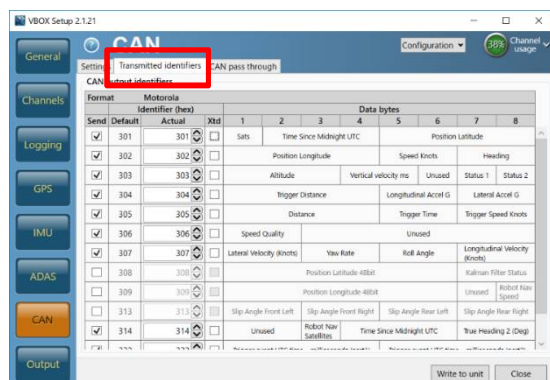 VBOX Setup 2.1.21
General
Channels
Logging
GPS
IMU
ADAS
CAN
Output
CAN
Configuration
38% Channel usage
Settings Transmitted identifiers CAN pass through
CAN output identifiers
Format Motorola
Identifier (hex) Data bytes
Send Default Actual Xtd 1 2 3 4 5 6 7 8
301 301 Sats Time Since Midnight UTC Position Latitude
302 302 Position Longitude Speed Knots Heading
303 303 Altitude Vertical velocity ms Unused Status 1 Status 2
304 304 Trigger Distance Longitudinal Accel G Lateral Accel G
305 305 Distance Trigger Time Trigger Speed Knots
306 306 Speed Quality Unused
307 307 Lateral Velocity (Knots) Yaw Rate Roll Angle Longitudinal Velocity (Knots)
308 308 Position Latitude 48bit Kalman Filter Status
309 309 Position Longitude 48bit Unused Robot Nav Speed
313 313 Slip Angle Front Left Slip Angle Front Right Slip Angle Rear Left Slip Angle Rear Right
314 314 Unused Robot Nav Satellites Time Since Midnight UTC True Heading 2 (Deg)
Write to unit Close